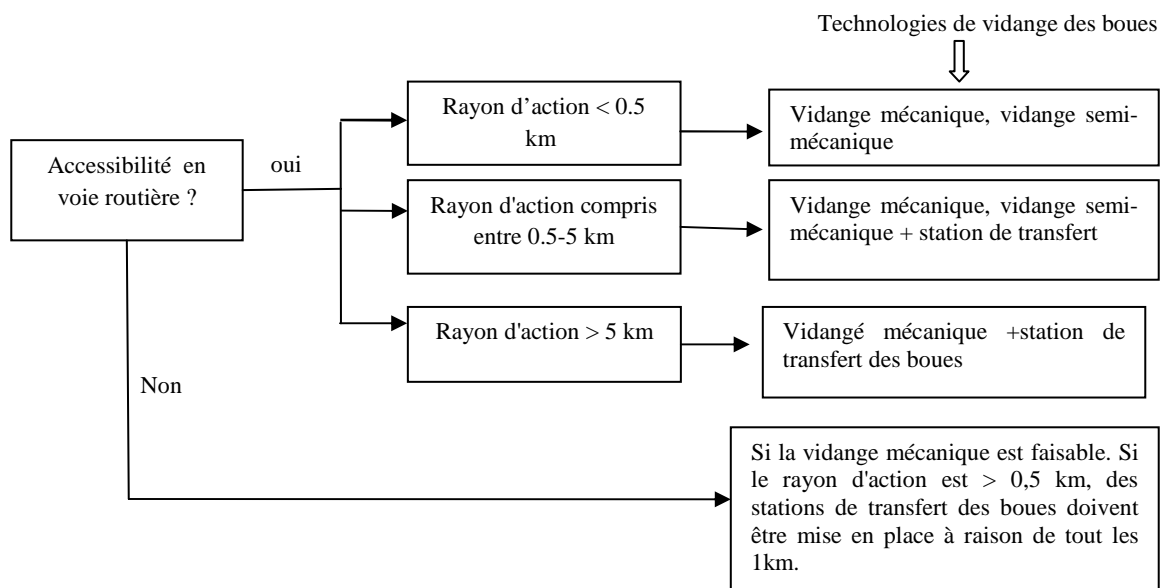 Technologies de vidange des boues
Accessibilité en
voie routière ?
oui
Rayon d’action < 0.5
km
Vidange mécanique, vidange semi-
mécanique
Rayon d'action compris
entre 0.5-5 km
Vidange mécanique, vidange semi-
mécanique + station de transfert
Rayon d'action > 5 km
Vidangé mécanique +station de
transfert des boues
Non
Si la vidange mécanique est faisable. Si
le rayon d'action est > 0,5 km, des
stations de transfert des boues doivent
être mise en place à raison de tout les
1km.